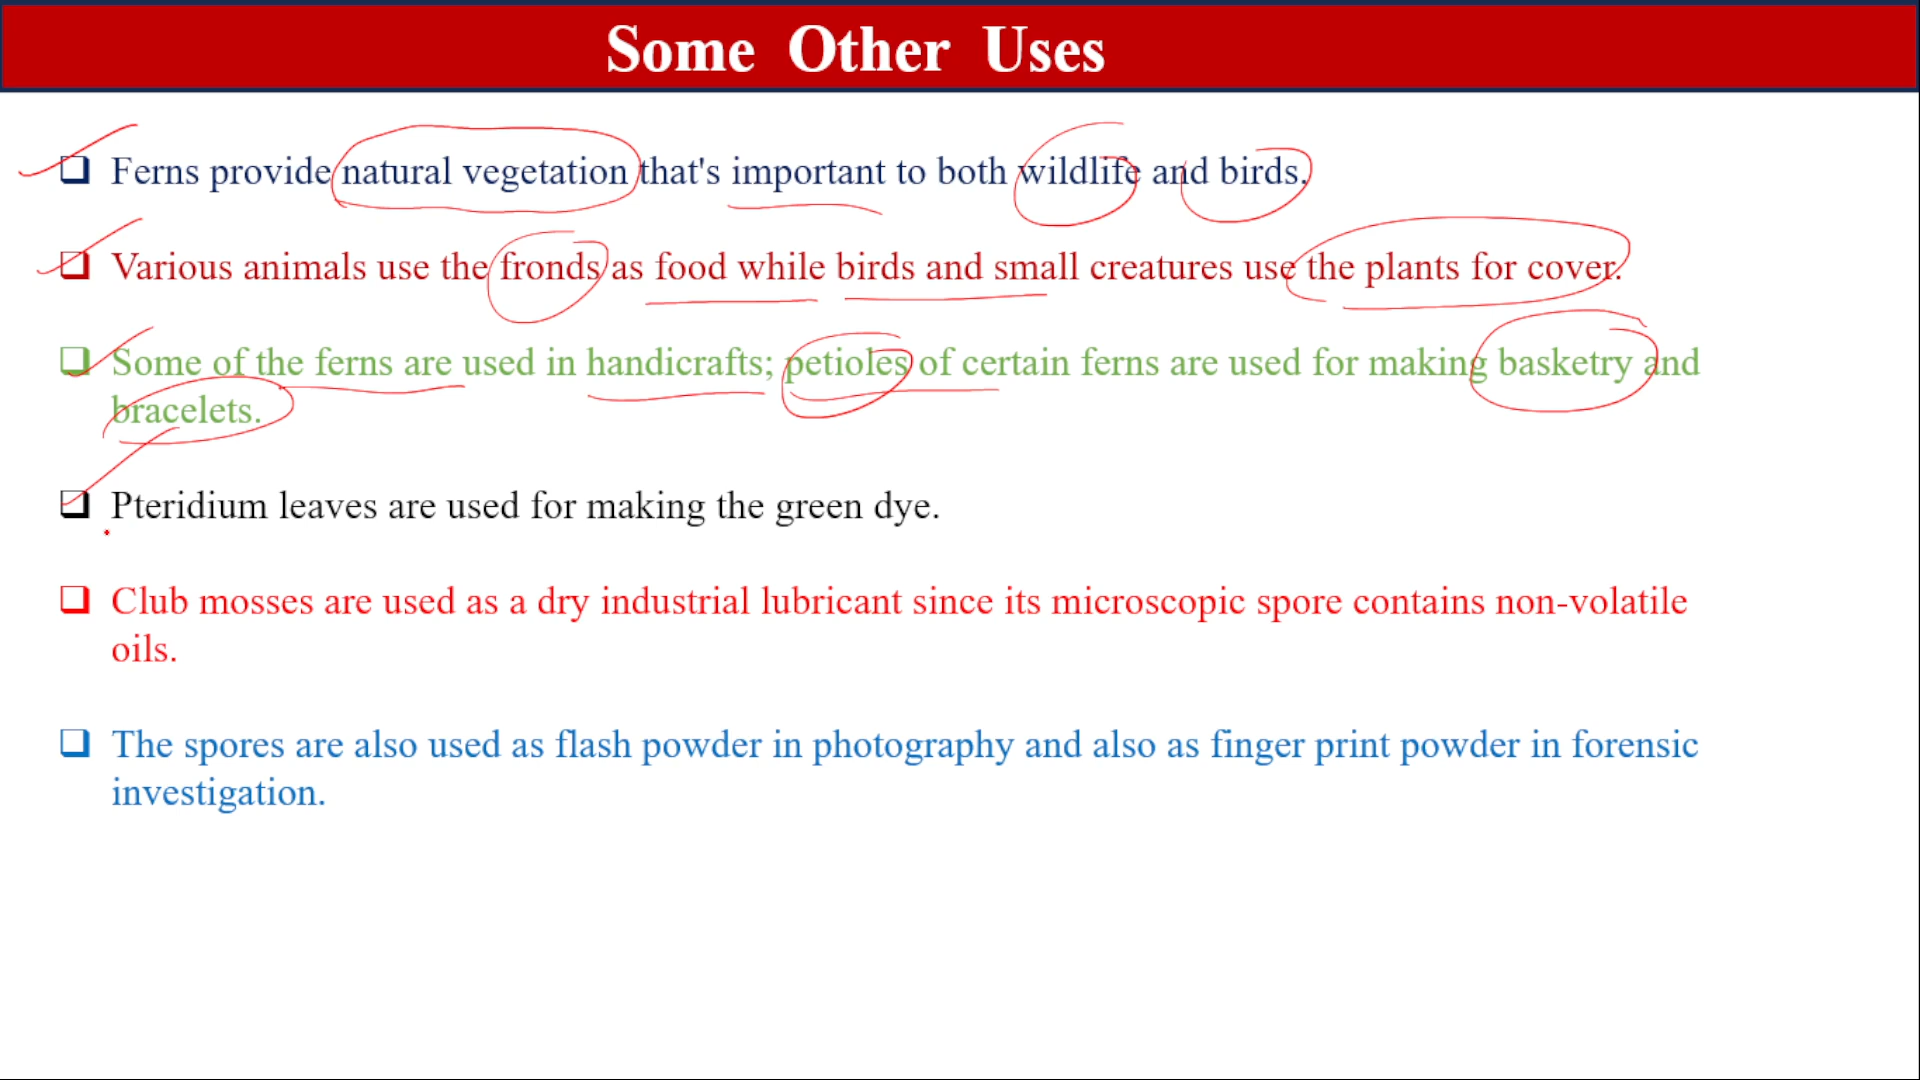 Some Other Uses
Ferns provide natural vegetation that's important to both wildlife and birds.
Various animals use the fronds as food while birds and small creatures use the plants for cover.
Some of the ferns are used in handicrafts; petioles of certain ferns are used for making basketry and
bracelets.
Pteridium leaves are used for making the green dye.
Club mosses are used as a dry industrial lubricant since its microscopic spore contains non-volatile
oils.
The spores are also used as flash powder in photography and also as finger print powder in forensic
investigation.